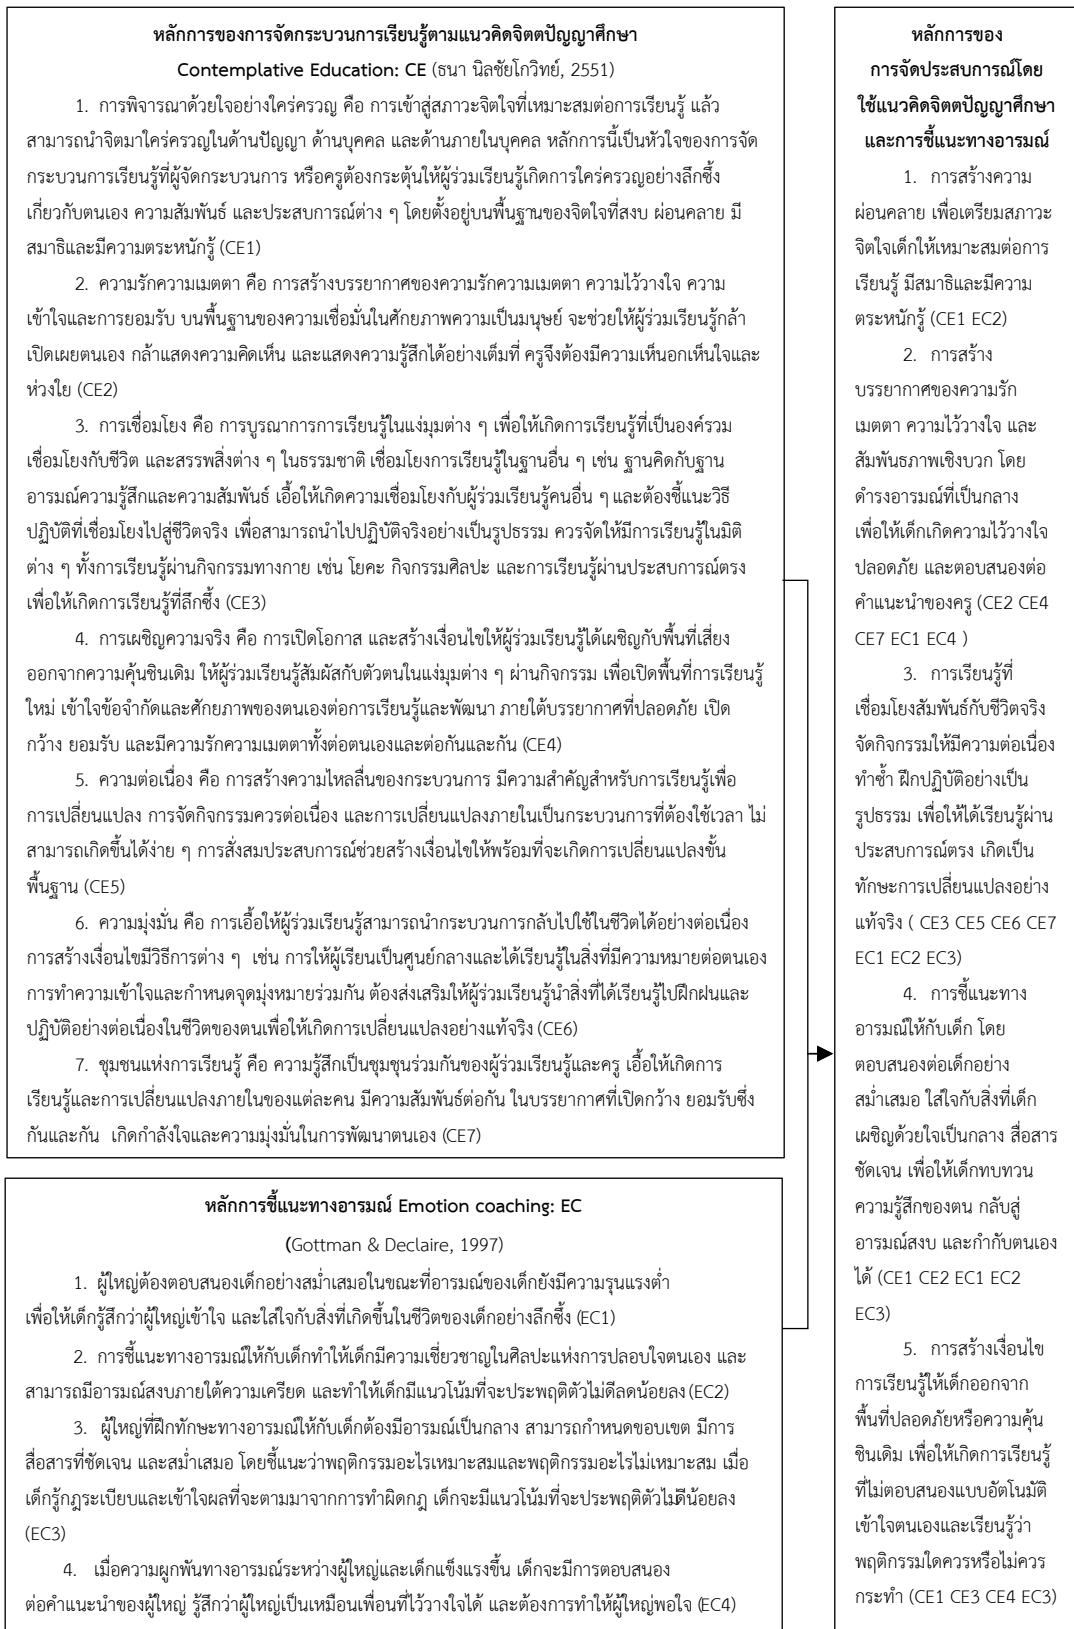 หลักการของการจัดกระบวนการเรียนรู้ตามแนวคิดจิตตปัญญาศึกษา
Contemplative Education: CE (ธนา นิลชัยโกวิทย์, 2551)
1. การพิจารณาด้วยใจอย่างใคร่ครวญ คือ การเข้าสู่สภาวะจิตใจที่เหมาะสมต่อการเรียนรู้ แล้ว
สามารถนำจิตมาใคร่ครวญในด้านปัญญา ด้านบุคคล และด้านภายในบุคคล หลักการนี้เป็นหัวใจของการจัด
กระบวนการเรียนรู้ที่ผู้จัดกระบวนการ หรือครูต้องกระตุ้นให้ผู้ร่วมเรียนรู้เกิดการใคร่ครวญอย่างลึกซึ้ง
เกี่ยวกับตนเอง ความสัมพันธ์ และประสบการณ์ต่าง ๆ โดยตั้งอยู่บนพื้นฐานของจิตใจที่สงบ ผ่อนคลาย มี
สมาธิและมีความตระหนักรู้ (CE1)
2. ความรักความเมตตา คือ การสร้างบรรยากาศของความรักความเมตตา ความไว้วางใจ ความ
เข้าใจและการยอมรับ บนพื้นฐานของความเชื่อมั่นในศักยภาพความเป็นมนุษย์ จะช่วยให้ผู้ร่วมเรียนรู้กล้า
เปิดเผยตนเอง กล้าแสดงความคิดเห็น และแสดงความรู้สึกได้อย่างเต็มที่ ครูจึงต้องมีความเห็นอกเห็นใจและ
ห่วงใย (CE2)
3. การเชื่อมโยง คือ การบูรณาการการเรียนรู้ในแง่มุมต่าง ๆ เพื่อให้เกิดการเรียนรู้ที่เป็นองค์รวม
เชื่อมโยงกับชีวิต และสรรพสิ่งต่าง ๆ ในธรรมชาติ เชื่อมโยงการเรียนรู้ในฐานอื่น ๆ เช่น ฐานคิดกับฐาน
อารมณ์ความรู้สึกและความสัมพันธ์ เอื้อให้เกิดความเชื่อมโยงกับผู้ร่วมเรียนรู้คนอื่น ๆ และต้องชี้แนะวิธี
ปฏิบัติที่เชื่อมโยงไปสู่ชีวิตจริง เพื่อสามารถนำไปปฏิบัติจริงอย่างเป็นรูปธรรม ควรจัดให้มีการเรียนรู้ในมิติ
ต่าง ๆ ทั้งการเรียนรู้ผ่านกิจกรรมทางกาย เช่น โยคะ กิจกรรมศิลปะ และการเรียนรู้ผ่านประสบการณ์ตรง
เพื่อให้เกิดการเรียนรู้ที่ลึกซึ้ง (CE3)
4. การเผชิญความจริง คือ การเปิดโอกาส และสร้างเงื่อนไขให้ผู้ร่วมเรียนรู้ได้เผชิญกับพื้นที่เสี่ยง
ออกจากความคุ้นชินเดิม ให้ผู้ร่วมเรียนรู้สัมผัสกับตัวตนในแง่มุมต่าง ๆ ผ่านกิจกรรม เพื่อเปิดพื้นที่การเรียนรู้
ใหม่ เข้าใจข้อจำกัดและศักยภาพของตนเองต่อการเรียนรู้และพัฒนา ภายใต้บรรยากาศที่ปลอดภัย เปิด
กว้าง ยอมรับ และมีความรักความเมตตาทั้งต่อตนเองและต่อกันและกัน (CE4)
5. ความต่อเนื่อง คือ การสร้างความไหลลื่นของกระบวนการ มีความสำคัญสำหรับการเรียนรู้เพื่อ
การเปลี่ยนแปลง การจัดกิจกรรมควรต่อเนื่อง และการเปลี่ยนแปลงภายในเป็นกระบวนการที่ต้องใช้เวลา ไม่
สามารถเกิดขึ้นได้ง่าย ๆ การสั่งสมประสบการณ์ช่วยสร้างเงื่อนไขให้พร้อมที่จะเกิดการเปลี่ยนแปลงขั้น
พื้นฐาน (CE5)
6. ความมุ่งมั่น คือ การเอื้อให้ผู้ร่วมเรียนรู้สามารถนำกระบวนการกลับไปใช้ในชีวิตได้อย่างต่อเนื่อง
การสร้างเงื่อนไขมีวิธีการต่าง ๆ เช่น การให้ผู้เรียนเป็นศูนย์กลางและได้เรียนรู้ในสิ่งที่มีความหมายต่อตนเอง
การทำความเข้าใจและกำหนดจุดมุ่งหมายร่วมกัน ต้องส่งเสริมให้ผู้ร่วมเรียนรู้นำสิ่งที่ได้เรียนรู้ไปฝึกฝนและ
ปฏิบัติอย่างต่อเนื่องในชีวิตของตนเพื่อให้เกิดการเปลี่ยนแปลงอย่างแท้จริง (CE6)
7. ชุมชนแห่งการเรียนรู้ คือ ความรู้สึกเป็นชุมชุนร่วมกันของผู้ร่วมเรียนรู้และครู เอื้อให้เกิดการ
เรียนรู้และการเปลี่ยนแปลงภายในของแต่ละคน มีความสัมพันธ์ต่อกัน ในบรรยากาศที่เปิดกว้าง ยอมรับซึ่ง
กันและกัน เกิดกำลังใจและความมุ่งมั่นในการพัฒนาตนเอง (CE7)
หลักการชี้แนะทางอารมณ์ Emotion coaching: EC
(Gottman & Declaire, 1997)
1. ผู้ใหญ่ต้องตอบสนองเด็กอย่างสม่ำเสมอในขณะที่อารมณ์ของเด็กยังมีความรุนแรงต่ำ
เพื่อให้เด็กรู้สึกว่าผู้ใหญ่เข้าใจ และใส่ใจกับสิ่งที่เกิดขึ้นในชีวิตของเด็กอย่างลึกซึ้ง (EC1)
2. การชี้แนะทางอารมณ์ให้กับเด็กทำให้เด็กมีความเชี่ยวชาญในศิลปะแห่งการปลอบใจตนเอง และ
สามารถมีอารมณ์สงบภายใต้ความเครียด และทำให้เด็กมีแนวโน้มที่จะประพฤติตัวไม่ดีลดน้อยลง (EC2)
3. ผู้ใหญ่ที่ฝึกทักษะทางอารมณ์ให้กับเด็กต้องมีอารมณ์เป็นกลาง สามารถกำหนดขอบเขต มีการ
สื่อสารที่ชัดเจน และสม่ำเสมอ โดยชี้แนะว่าพฤติกรรมอะไรเหมาะสมและพฤติกรรมอะไรไม่เหมาะสม เมื่อ
เด็กรู้กฎระเบียบและเข้าใจผลที่จะตามมาจากการทำผิดกฎ เด็กจะมีแนวโน้มที่จะประพฤติตัวไม่ดีน้อยลง
(EC3)
4. เมื่อความผูกพันทางอารมณ์ระหว่างผู้ใหญ่และเด็กแข็งแรงขึ้น เด็กจะมีการตอบสนอง
ต่อคำแนะนำของผู้ใหญ่ รู้สึกว่าผู้ใหญ่เป็นเหมือนเพื่อนที่ไว้วางใจได้ และต้องการทำให้ผู้ใหญ่พอใจ (EC4)
หลักการของ
การจัดประสบการณ์โดย
ใช้แนวคิดจิตตปัญญาศึกษา
และการชี้แนะทางอารมณ์
1. การสร้างความ
ผ่อนคลาย เพื่อเตรียมสภาวะ
จิตใจเด็กให้เหมาะสมต่อการ
เรียนรู้ มีสมาธิและมีความ
ตระหนักรู้ (CE1 EC2)
2. การสร้าง
บรรยากาศของความรัก
เมตตา ความไว้วางใจ และ
สัมพันธภาพเชิงบวก โดย
ดำรงอารมณ์ที่เป็นกลาง
เพื่อให้เด็กเกิดความไว้วางใจ
ปลอดภัย และตอบสนองต่อ
คำแนะนำของครู (CE2 CE4
CE7 EC1 EC4 )
3. การเรียนรู้ที่
เชื่อมโยงสัมพันธ์กับชีวิตจริง
จัดกิจกรรมให้มีความต่อเนื่อง
ทำซ้ำ ฝึกปฏิบัติอย่างเป็น
รูปธรรม เพื่อให้ได้เรียนรู้ผ่าน
ประสบการณ์ตรง เกิดเป็น
ทักษะการเปลี่ยนแปลงอย่าง
แท้จริง ( CE3 CE5 CE6 CE7
EC1 EC2 EC3)
4. การชี้แนะทาง
อารมณ์ให้กับเด็ก โดย
ตอบสนองต่อเด็กอย่าง
สม่ำเสมอ ใส่ใจกับสิ่งที่เด็ก
เผชิญด้วยใจเป็นกลาง สื่อสาร
ชัดเจน เพื่อให้เด็กทบทวน
ความรู้สึกของตน กลับสู่
อารมณ์สงบ และกำกับตนเอง
ได้ (CE1 CE2 EC1 EC2
EC3)
5. การสร้างเงื่อนไข
การเรียนรู้ให้เด็กออกจาก
พื้นที่ปลอดภัยหรือความคุ้น
ชินเดิม เพื่อให้เกิดการเรียนรู้
ที่ไม่ตอบสนองแบบอัตโนมัติ
เข้าใจตนเองและเรียนรู้ว่า
พฤติกรรมใดควรหรือไม่ควร
กระทำ (CE1 CE3 CE4 EC3)